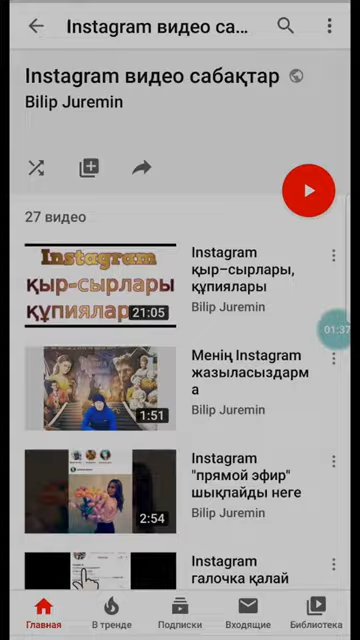 Instagram видео са...
Instagram видео сабақтар
Bilip Juremin
27 видео
Instagram
қыр-сырлары
құпиялар
21:05
Instagram
қыр–сырлары,
құпиялары
Bilip Juremin
01:37
1:51
Менің Instagram
жазыласыздарм
а
Bilip Juremin
2:54
Instagram
"прямой эфир"
шықпайды неге
Bilip Juremin
Instagram
галочка қалай
Главная
В тренде
Подписки
Входящие
Библиотека